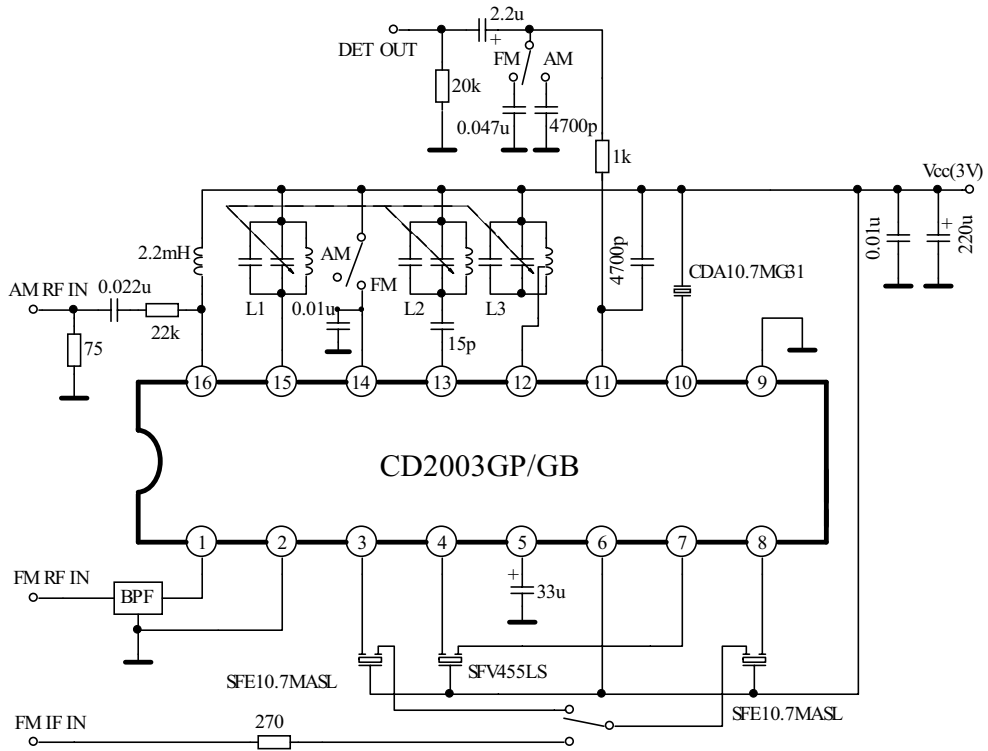 2.2u
+
DET OUT
FM
AM
20k
0.047u
4700p
1k
Vcc(3V)
2.2mH
AM
FM
4700p
CDA10.7MG31
0.01u
+
220u
AM RF IN
0.022u
L1
0.01u
L2
L3
22k
75
15p
16
15
14
13
12
11
10
9
CD2003GP/GB
1
2
3
4
5
6
7
8
FM RF IN
BPF
+
33u
SFE10.7MASL
SFV455LS
SFE10.7MASL
FM IF IN
270